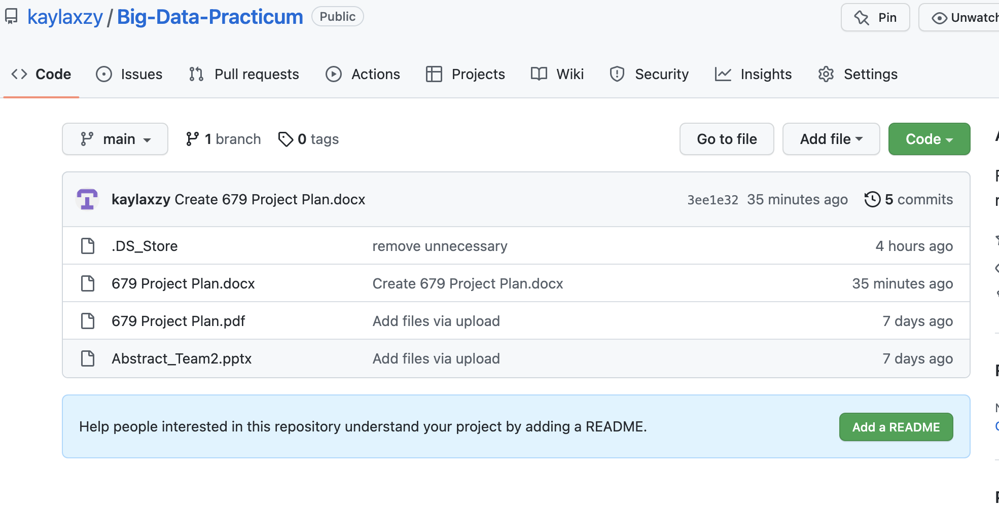 kaylaxzy / Big-Data-Practicum Public Pin Unwatch
Code Issues Pull requests Actions Projects Wiki Security Insights Settings
main 1 branch 0 tags Go to file Add file Code
kaylaxzy Create 679 Project Plan.docx 3ee1e32 35 minutes ago 5 commits
.DS_Store remove unnecessary 4 hours ago
679 Project Plan.docx Create 679 Project Plan.docx 35 minutes ago
679 Project Plan.pdf Add files via upload 7 days ago
Abstract_Team2.pptx Add files via upload 7 days ago
Help people interested in this repository understand your project by adding a README. Add a README